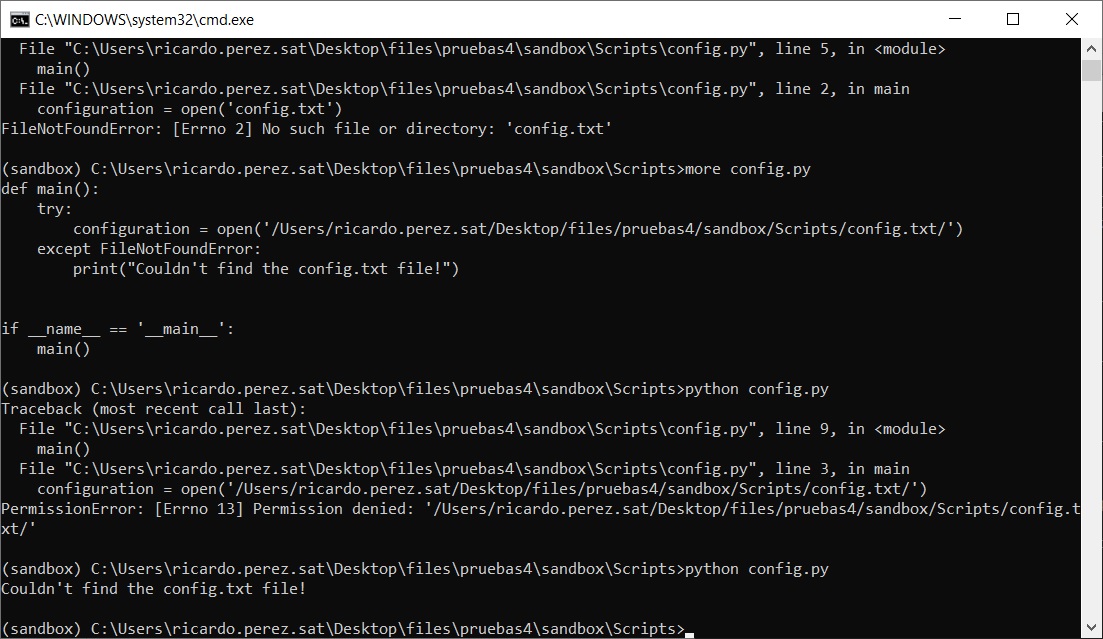 C:\WINDOWS\system32\cmd.exe
  File "C:\Users\ricardo.perez.sat\Desktop\files\pruebas4\sandbox\Scripts\config.py", line 5, in <module>
    main()
  File "C:\Users\ricardo.perez.sat\Desktop\files\pruebas4\sandbox\Scripts\config.py", line 2, in main
    configuration = open('config.txt')
FileNotFoundError: [Errno 2] No such file or directory: 'config.txt'
(sandbox) C:\Users\ricardo.perez.sat\Desktop\files\pruebas4\sandbox\Scripts>more config.py
def main():
    try:
        configuration = open('/Users/ricardo.perez.sat/Desktop/files/pruebas4/sandbox/Scripts/config.txt/')
    except FileNotFoundError:
        print("Couldn't find the config.txt file!")
if __name__ == '__main__':
    main()
(sandbox) C:\Users\ricardo.perez.sat\Desktop\files\pruebas4\sandbox\Scripts>python config.py
Traceback (most recent call last):
  File "C:\Users\ricardo.perez.sat\Desktop\files\pruebas4\sandbox\Scripts\config.py", line 9, in <module>
    main()
  File "C:\Users\ricardo.perez.sat\Desktop\files\pruebas4\sandbox\Scripts\config.py", line 3, in main
    configuration = open('/Users/ricardo.perez.sat/Desktop/files/pruebas4/sandbox/Scripts/config.txt/')
PermissionError: [Errno 13] Permission denied: '/Users/ricardo.perez.sat/Desktop/files/pruebas4/sandbox/Scripts/config.t
xt/'
(sandbox) C:\Users\ricardo.perez.sat\Desktop\files\pruebas4\sandbox\Scripts>python config.py
Couldn't find the config.txt file!
(sandbox) C:\Users\ricardo.perez.sat\Desktop\files\pruebas4\sandbox\Scripts>